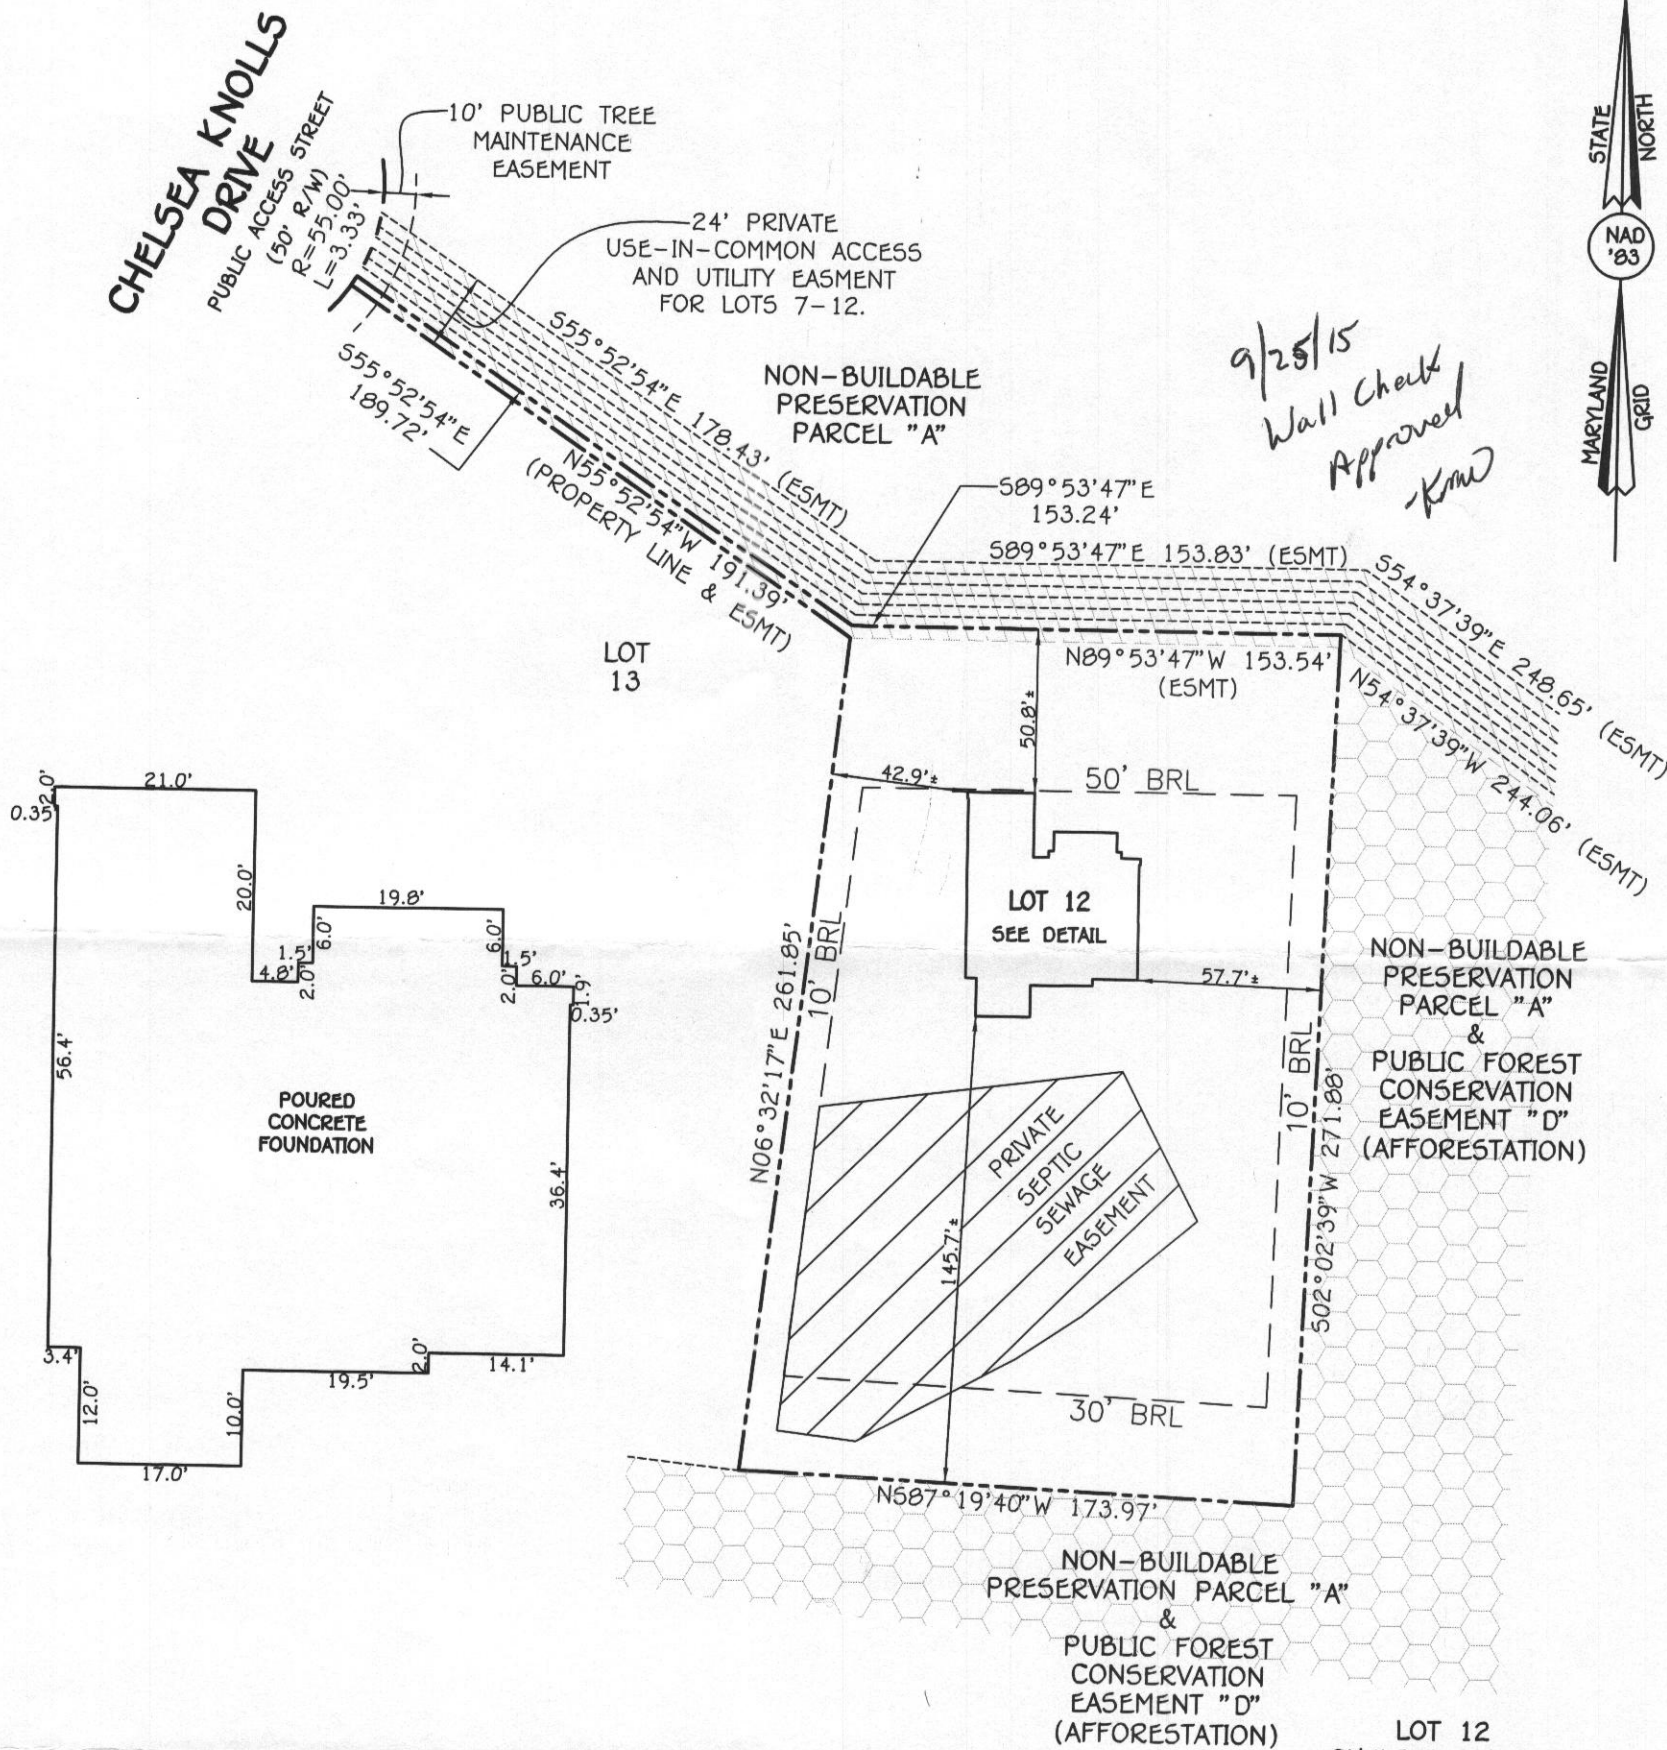 CHELSEA KNOLLS
DRIVE
PUBLIC ACCESS STREET
(50' R/W)
R=55.00'
L=3.33'
10' PUBLIC TREE
MAINTENANCE
EASEMENT
24' PRIVATE
USE-IN-COMMON ACCESS
AND UTILITY EASMENT
FOR LOTS 7-12.
STATE
NORTH
NAD
'83
MARYLAND
GRID
S55°52'54"E
189.72'
S55°52'54"E 178.43' (ESMT)
N55°52'54"W 191.39'
(PROPERTY LINE & ESMT)
NON-BUILDABLE
PRESERVATION
PARCEL "A"
9/25/15
Wall Check
Approved
S89°53'47"E
153.24'
S89°53'47"E 153.83' (ESMT)
S54°37'39"E 248.65' (ESMT)
N89°53'47"W 153.54'
(ESMT)
N54°37'39"W 244.06' (ESMT)
LOT
13
50.8'±
42.9'±
50' BRL
LOT 12
SEE DETAIL
57.7'±
10' BRL
N06°32'17"E 261.85'
10' BRL
S02°02'39"W 271.88'
PRIVATE
SEPTIC
SEWAGE
EASEMENT
145.7'±
30' BRL
N587°19'40"W 173.97'
2.0'
21.0'
0.35'
20.0'
19.8'
6.0'
6.0'
1.5'
1.5'
4.8'
2.0'
2.0'
6.0'
1.9'
0.35'
56.4'
POURED
CONCRETE
FOUNDATION
36.4'
3.4'
12.0'
17.0'
10.0'
19.5'
2.0'
14.1'
NON-BUILDABLE
PRESERVATION
PARCEL "A"
&
PUBLIC FOREST
CONSERVATION
EASEMENT "D"
(AFFORESTATION)
NON-BUILDABLE
PRESERVATION PARCEL "A"
&
PUBLIC FOREST
CONSERVATION
EASEMENT "D"
(AFFORESTATION)
LOT 12